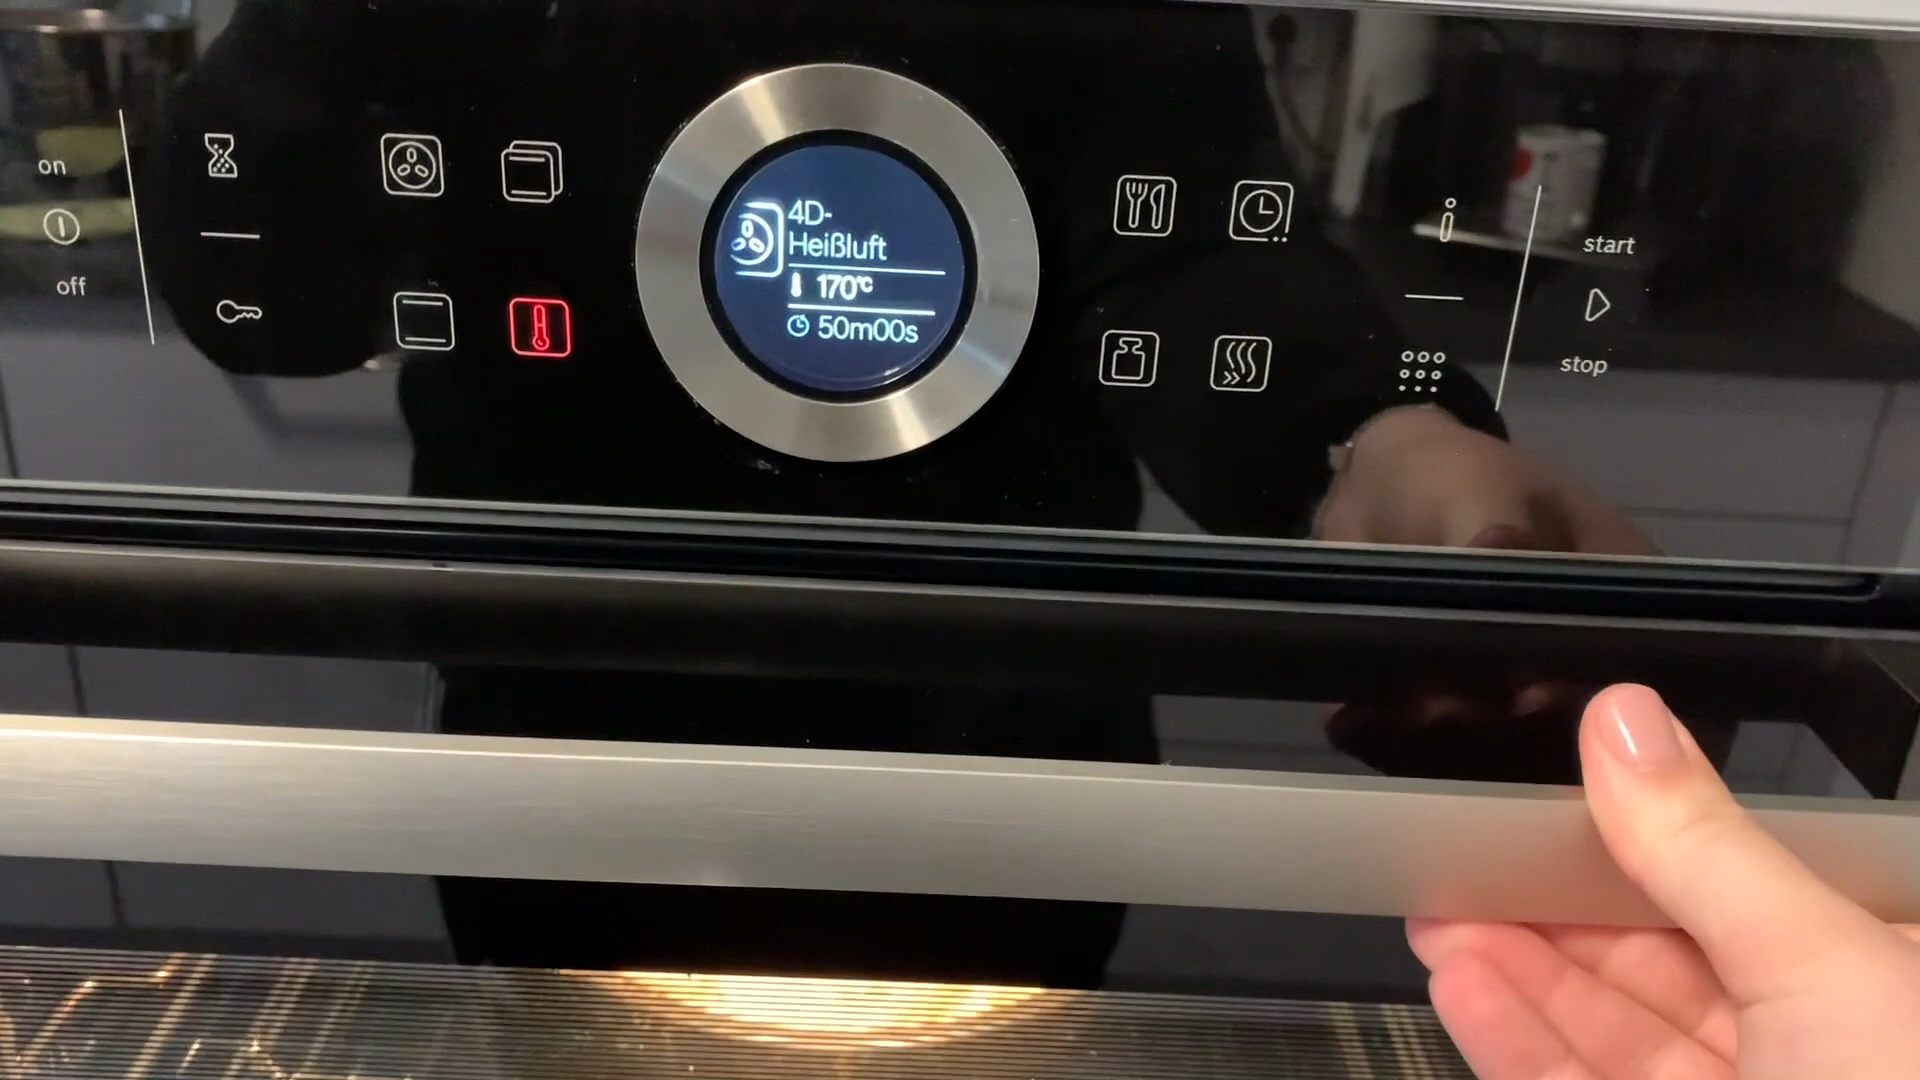 on
off
4D-
Heißluft
170°C
50m00s
start
stop